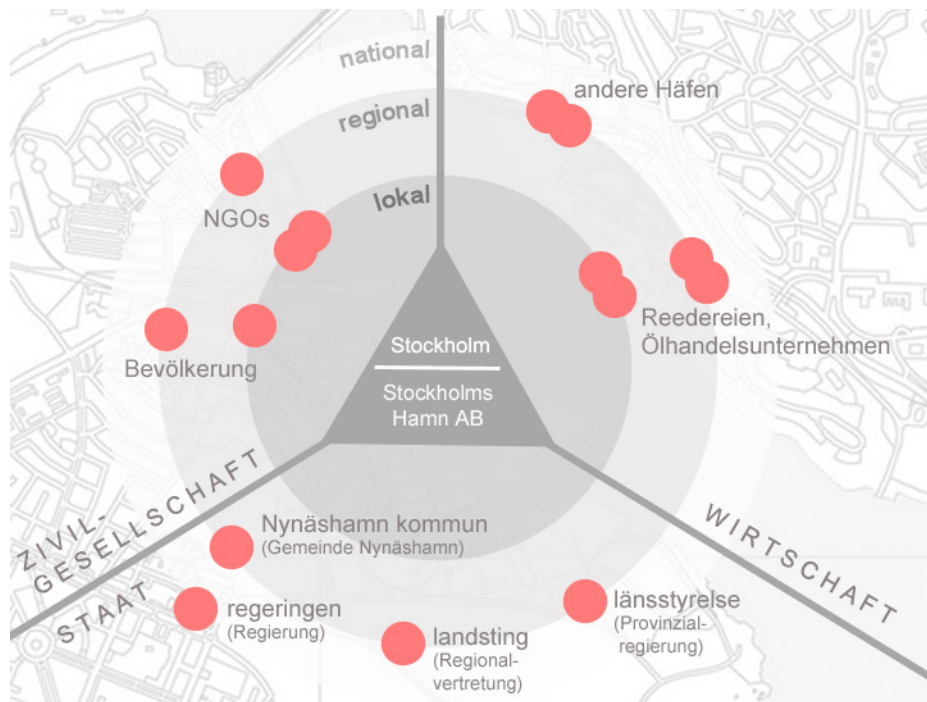 national
andere Häfen
regional
lokal
NGOs
Reedereien,
Ölhandelsunternehmen
Stockholm
Bevölkerung
Stockholms
Hamn AB
ZIVIL-
GESELLSCHAFT
WIRTSCHAFT
STAAT
Nynäshamn kommun
(Gemeinde Nynäshamn)
regeringen
(Regierung)
landsting
(Regional-
vertretung)
länsstyrelse
(Provinzial-
regierung)